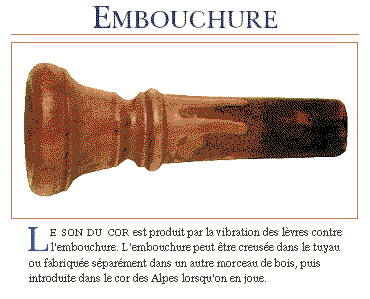 EMBOUCHURE
LE SON DU COR est produit par la vibration des lèvres contre
l'embouchure. L'embouchure peut être creusée dans le tuyau
ou fabriquée séparément dans un autre morceau de bois, puis
introduite dans le cor des Alpes lorsqu'on en joue.